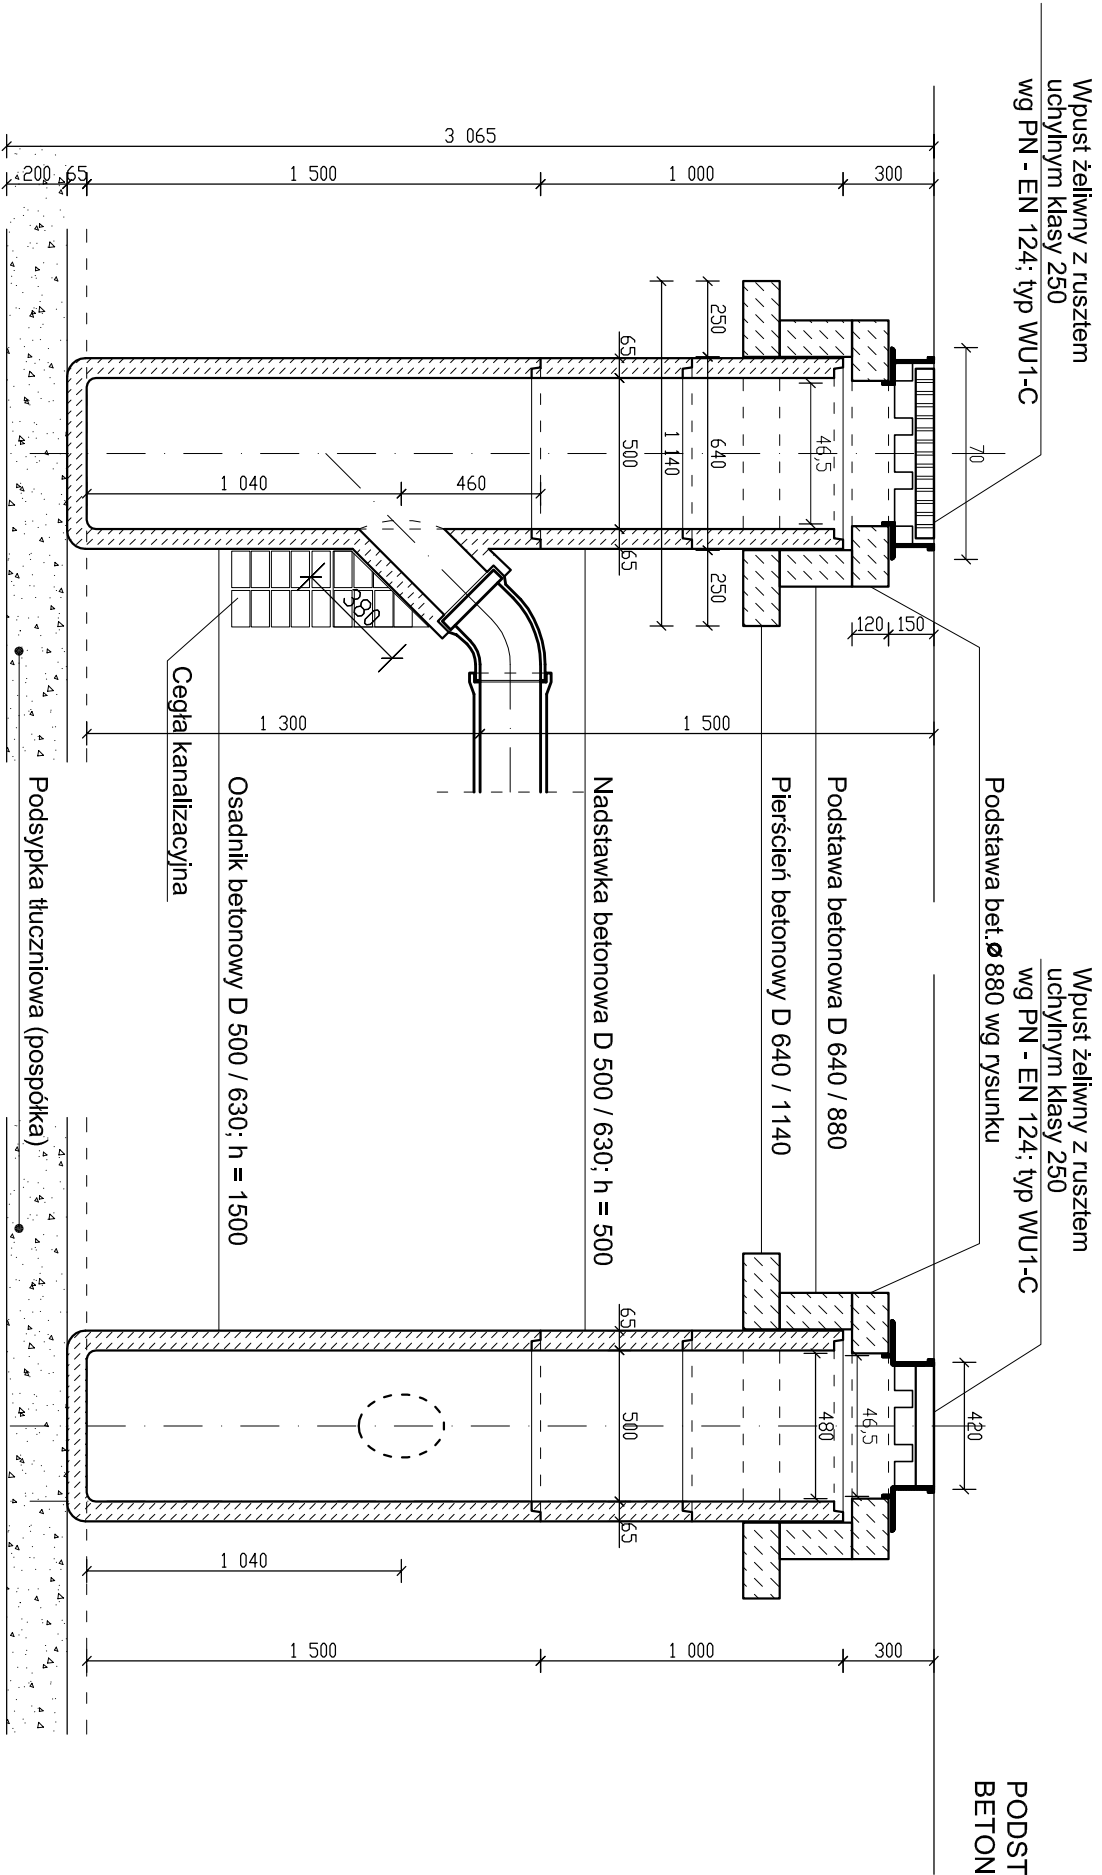 Wpust żeliwny z rusztem
uchylnym klasy 250
wg PN - EN 124; typ WU1-C
Wpust żeliwny z rusztem
uchylnym klasy 250
wg PN - EN 124; typ WU1-C
PODST
BETON
Podstawa bet.ø 880 wg rysunku
Podstawa betonowa D 640 / 880
Pierścień betonowy D 640 / 1140
Nadstawka betonowa D 500 / 630; h = 500
Osadnik betonowy D 500 / 630; h = 1500
Cegła kanalizacyjna
Podsypka tłuczniowa (pospółka)
3 065
200
65
1 500
1 000
300
70
46,5
250
640
250
1 140
65
500
65
1 040
460
380
120
150
1 300
1 500
420
46,5
480
65
500
65
1 040
1 500
1 000
300